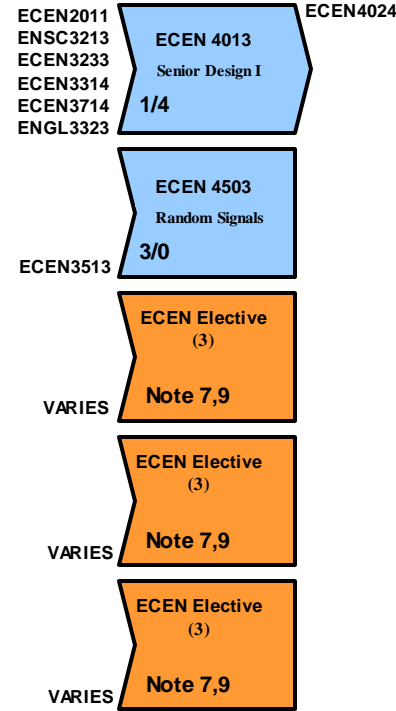 ECEN2011
ENSC3213
ECEN3233
ECEN3314
ECEN3714
ENGL3323
ECEN 4013
Senior Design I
1/4
ECEN4024
ECEN 4503
Random Signals
3/0
ECEN3513
ECEN Elective
(3)
Note 7,9
VARIES
ECEN Elective
(3)
Note 7,9
VARIES
ECEN Elective
(3)
Note 7,9
VARIES